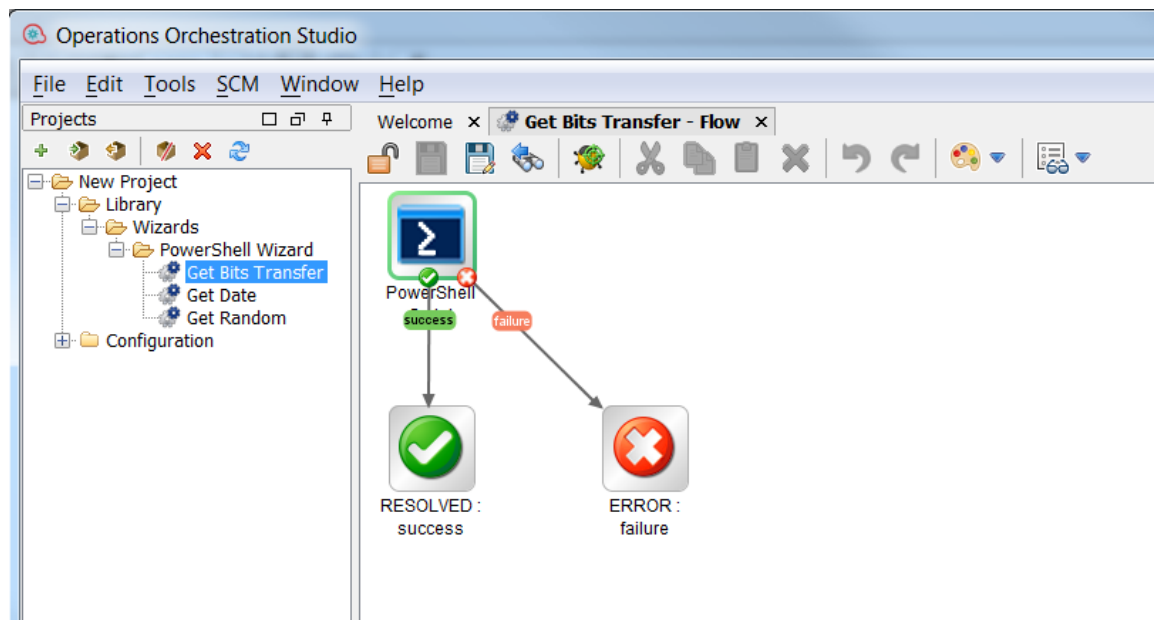 Operations Orchestration Studio
File Edit Tools SCM Window Help
Projects
Welcome
Get Bits Transfer - Flow
New Project
Library
Wizards
PowerShell Wizard
Get Bits Transfer
Get Date
Get Random
Configuration
PowerShell
success
failure
RESOLVED :
success
ERROR :
failure